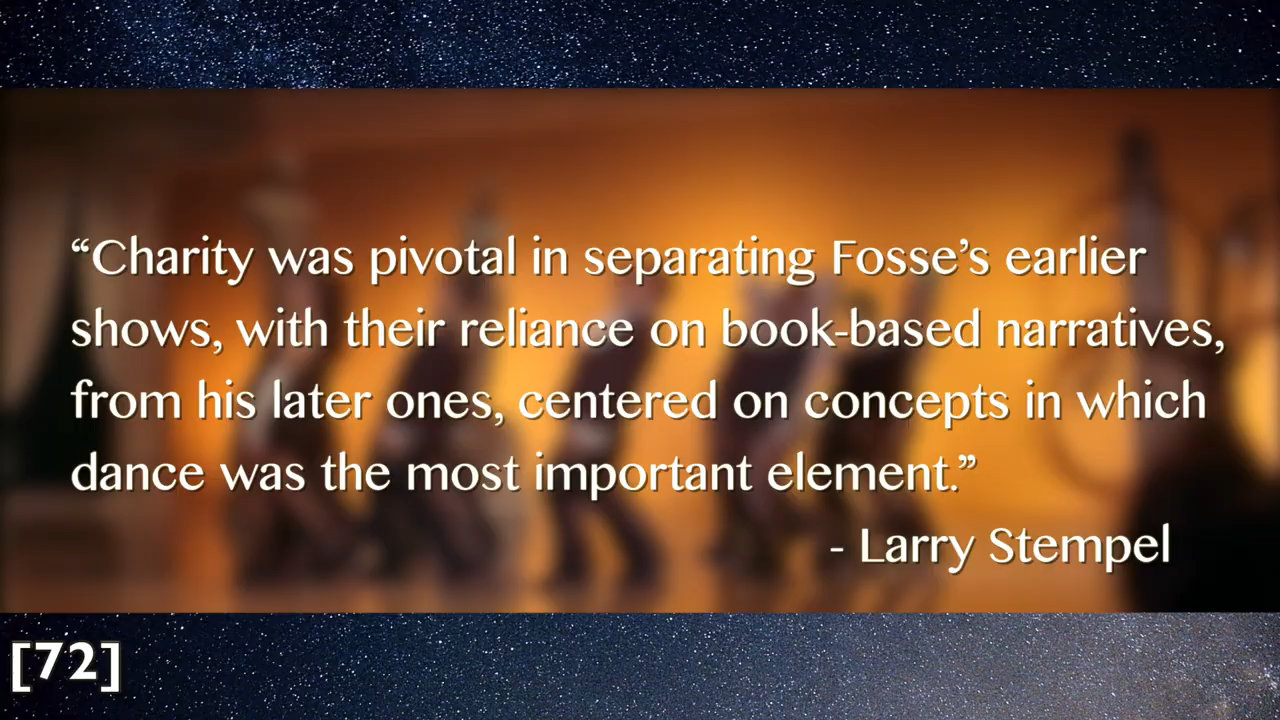 “Charity was pivotal in separating Fosse’s earlier
shows, with their reliance on book-based narratives,
from his later ones, centered on concepts in which
dance was the most important element.”
- Larry Stempel
[72]